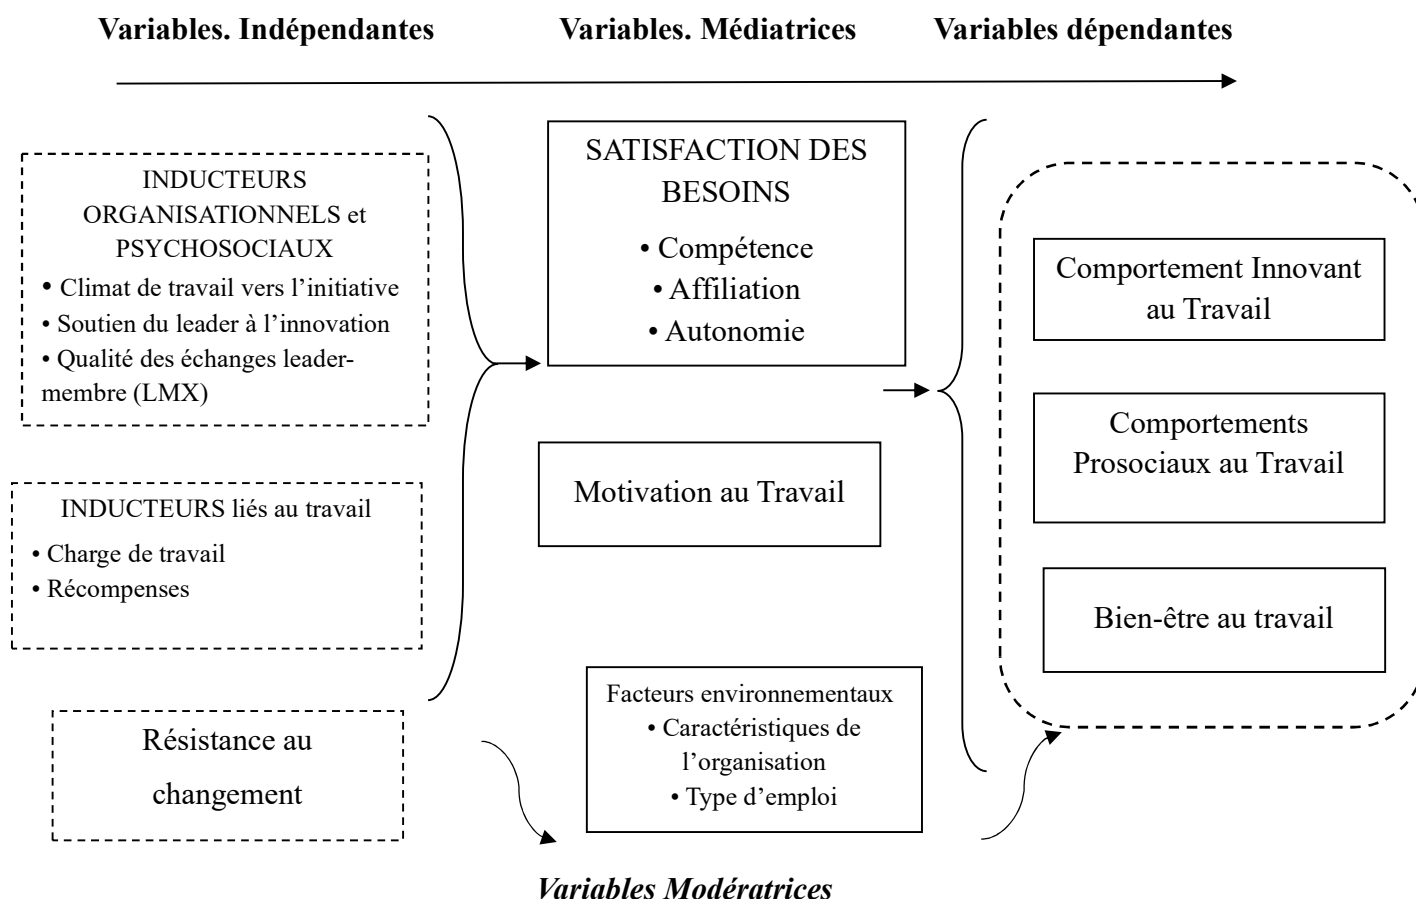 Variables. Indépendantes
Variables. Médiatrices
Variables dépendantes
INDUCTEURS
ORGANISATIONNELS et
PSYCHOSOCIAUX
• Climat de travail vers l’initiative
• Soutien du leader à l’innovation
• Qualité des échanges leader-
membre (LMX)
INDUCTEURS liés au travail
• Charge de travail
• Récompenses
Résistance au
changement
SATISFACTION DES
BESOINS
• Compétence
• Affiliation
• Autonomie
Motivation au Travail
Facteurs environnementaux
• Caractéristiques de
l’organisation
• Type d’emploi
Variables Modératrices
Comportement Innovant
au Travail
Comportements
Prosociaux au Travail
Bien-être au travail